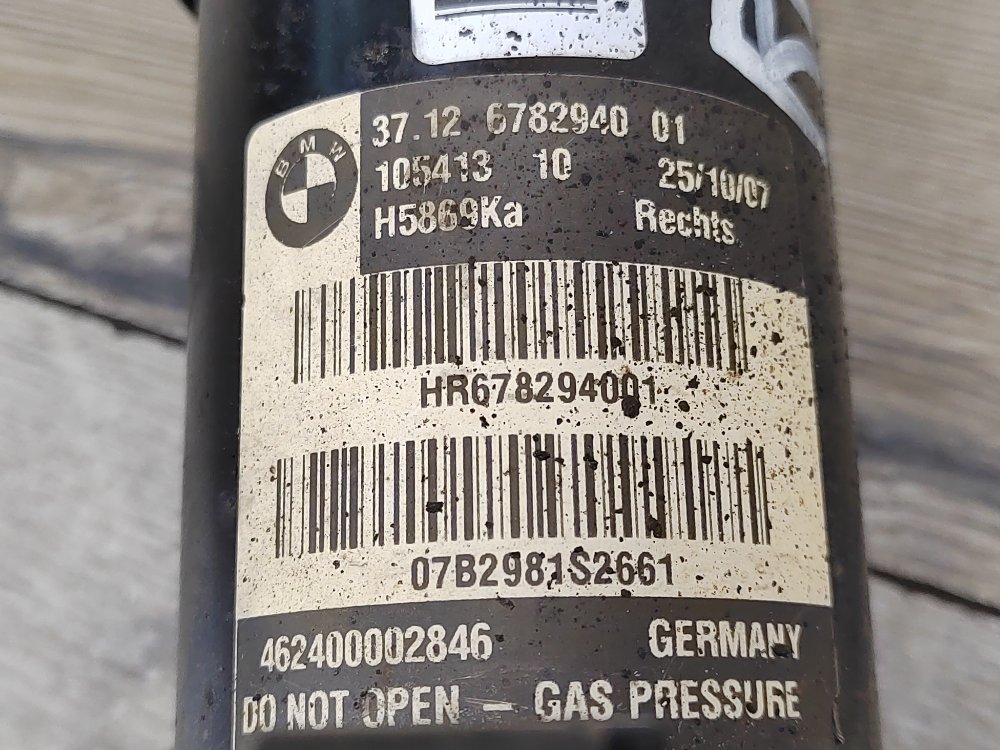 BMW
37.12 6782940 01
105413 10 25/10/07
H5869Ka Rechts
HR678294001
07B2981S2661
462400002846 GERMANY
DO NOT OPEN – GAS PRESSURE